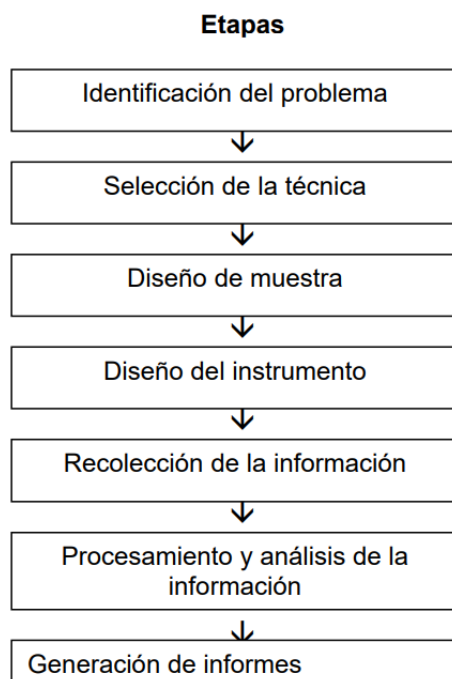 Etapas
Identificación del problema
Selección de la técnica
Diseño de muestra
Diseño del instrumento
Recolección de la información
Procesamiento y análisis de la
información
Generación de informes